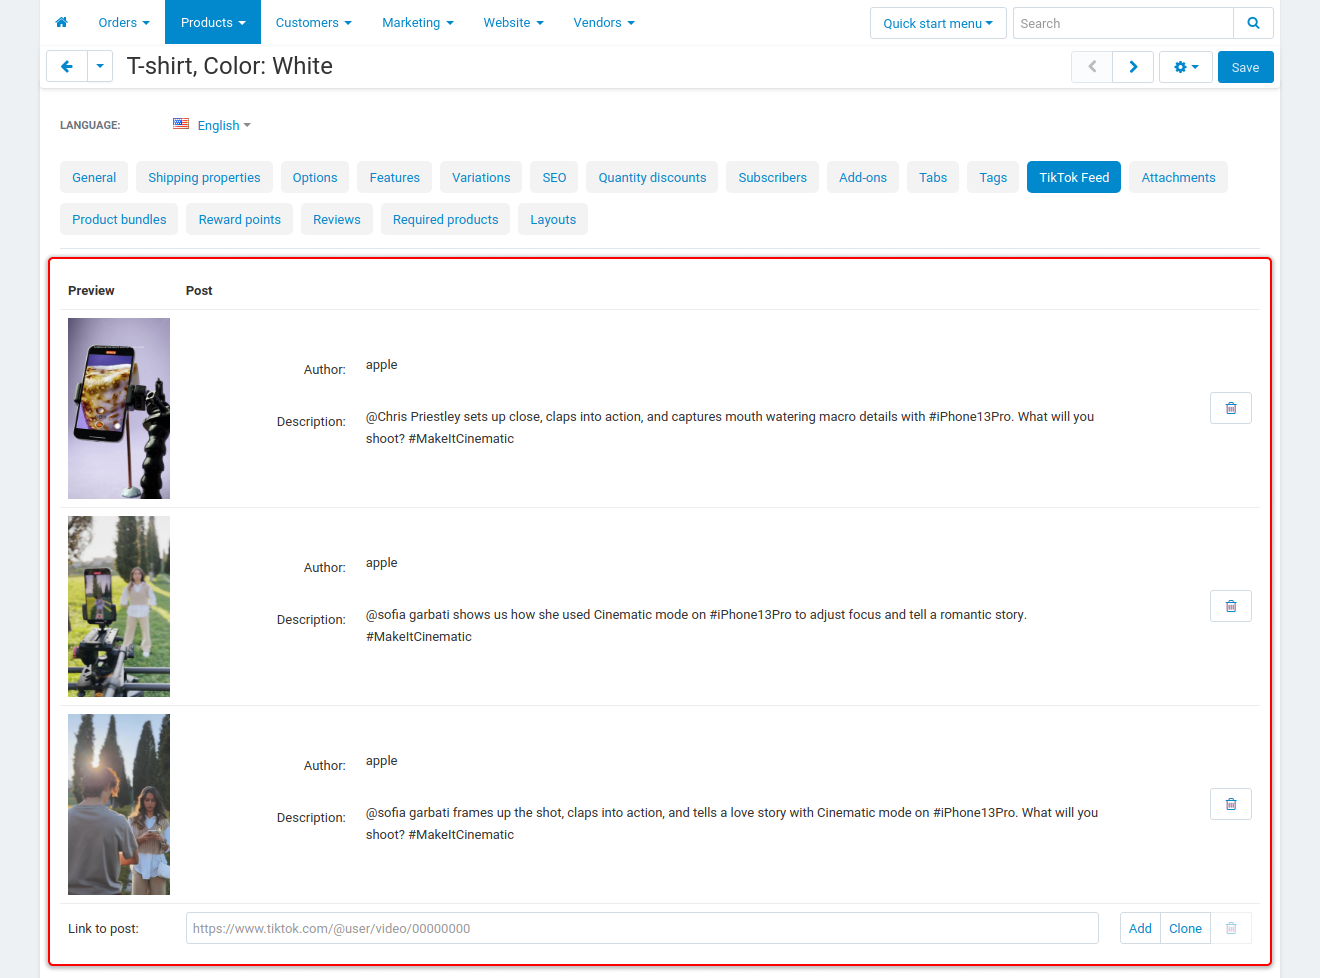 Orders Products Customers Marketing Website Vendors Quick start menu Search
T-shirt, Color: White Save
LANGUAGE: English
General Shipping properties Options Features Variations SEO Quantity discounts Subscribers Add-ons Tabs Tags TikTok Feed Attachments
Product bundles Reward points Reviews Required products Layouts
Preview Post
Author: apple
Description: @Chris Priestley sets up close, claps into action, and captures mouth watering macro details with #iPhone13Pro. What will you
shoot? #MakeItCinematic
Author: apple
Description: @sofia garbati shows us how she used Cinematic mode on #iPhone13Pro to adjust focus and tell a romantic story.
#MakeItCinematic
Author: apple
Description: @sofia garbati frames up the shot, claps into action, and tells a love story with Cinematic mode on #iPhone13Pro. What will you
shoot? #MakeItCinematic
Link to post: https://www.tiktok.com/@user/video/00000000 Add Clone